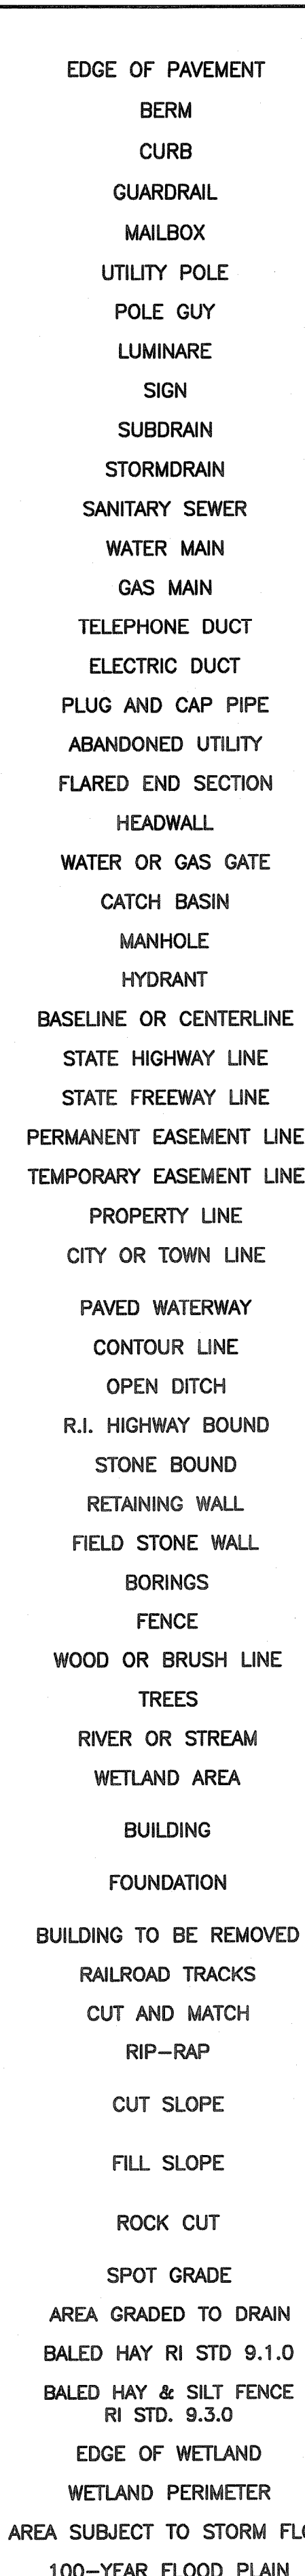 EDGE OF PAVEMENT
BERM
CURB
GUARDRAIL
MAILBOX
UTILITY POLE
POLE GUY
LUMINARE
SIGN
SUBDRAIN
STORMDRAIN
SANITARY SEWER
WATER MAIN
GAS MAIN
TELEPHONE DUCT
ELECTRIC DUCT
PLUG AND CAP PIPE
ABANDONED UTILITY
FLARED END SECTION
HEADWALL
WATER OR GAS GATE
CATCH BASIN
MANHOLE
HYDRANT
BASELINE OR CENTERLINE
STATE HIGHWAY LINE
STATE FREEWAY LINE
PERMANENT EASEMENT LINE
TEMPORARY EASEMENT LINE
PROPERTY LINE
CITY OR TOWN LINE
PAVED WATERWAY
CONTOUR LINE
OPEN DITCH
R.I. HIGHWAY BOUND
STONE BOUND
RETAINING WALL
FIELD STONE WALL
BORINGS
FENCE
WOOD OR BRUSH LINE
TREES
RIVER OR STREAM
WETLAND AREA
BUILDING
FOUNDATION
BUILDING TO BE REMOVED
RAILROAD TRACKS
CUT AND MATCH
RIP-RAP
CUT SLOPE
FILL SLOPE
ROCK CUT
SPOT GRADE
AREA GRADED TO DRAIN
BALED HAY RI STD 9.1.0
BALED HAY & SILT FENCE
RI STD. 9.3.0
EDGE OF WETLAND
WETLAND PERIMETER
AREA SUBJECT TO STORM
100-YEAR FLOOD PLAIN